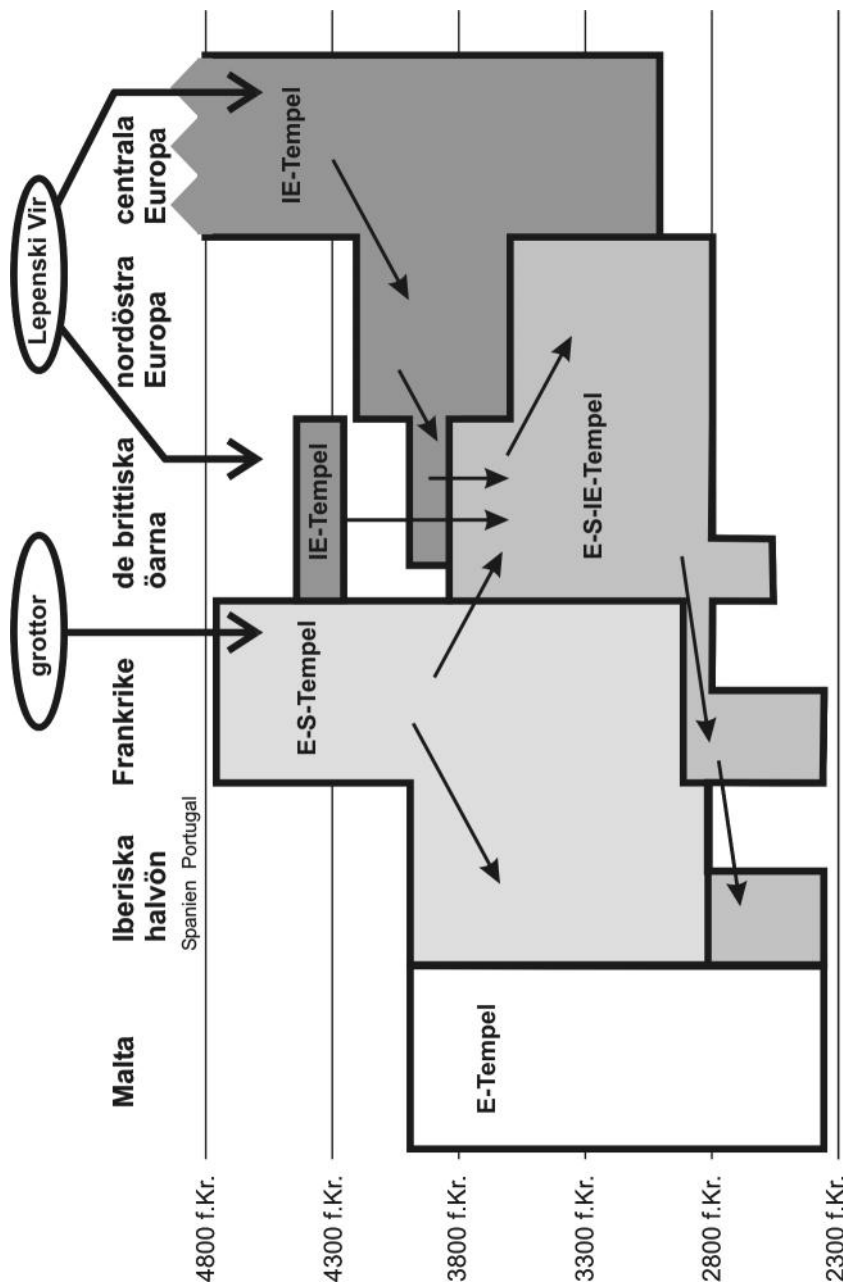 grottor
Lepenski Vir
Malta
Iberiska
halvön
Spanien Portugal
Frankrike
de brittiska
öarna
nordöstra
Europa
centrala
Europa
4800 f.Kr.
4300 f.Kr.
3800 f.Kr.
3300 f.Kr.
2800 f.Kr.
2300 f.Kr.
E-Tempel
E-S-Tempel
IE-Tempel
E-S-IE-Tempel
IE-Tempel